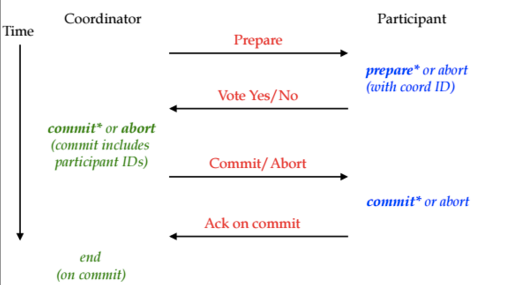 Coordinator
Participant
Time
Prepare
prepare* or abort
(with coord ID)
Vote Yes/No
commit* or abort
(commit includes
participant IDs)
Commit/Abort
commit* or abort
Ack on commit
end
(on commit)